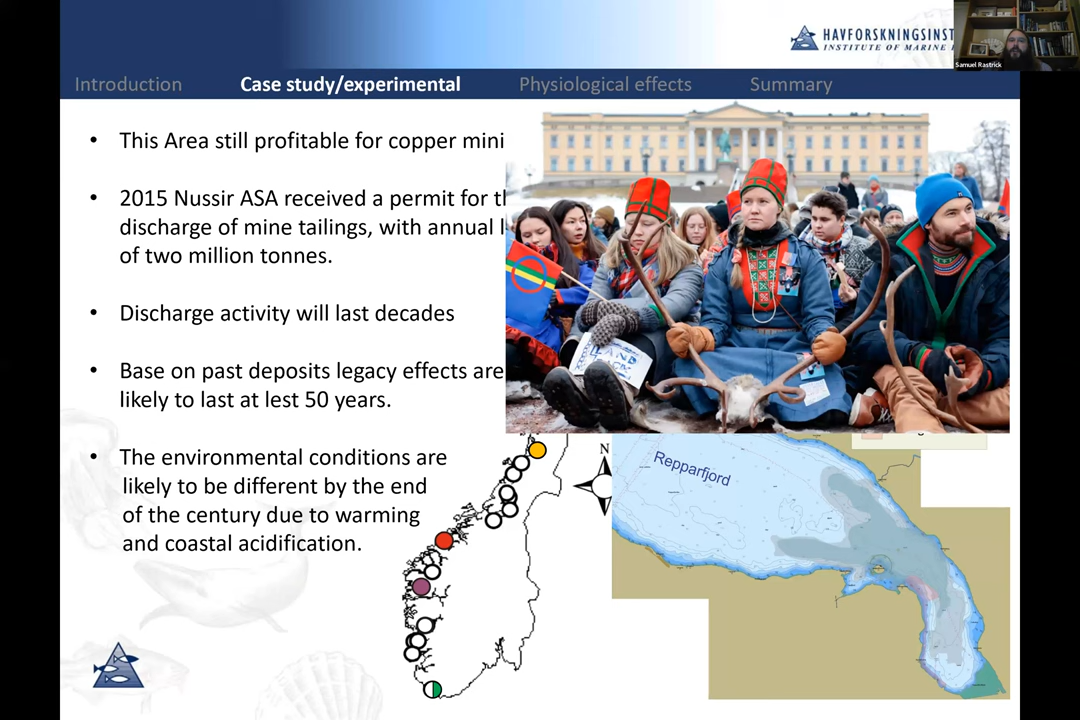 HAVFORSKNINGSINST
INSTITUTE OF MARINE
Samuel Rastrick
Introduction Case study/experimental Physiological effects Summary
• This Area still profitable for copper mini
• 2015 Nussir ASA received a permit for th
discharge of mine tailings, with annual l
of two million tonnes.
• Discharge activity will last decades
• Base on past deposits legacy effects are
likely to last at lest 50 years.
• The environmental conditions are
likely to be different by the end
of the century due to warming
and coastal acidification.
LAND
N
Repparfjord